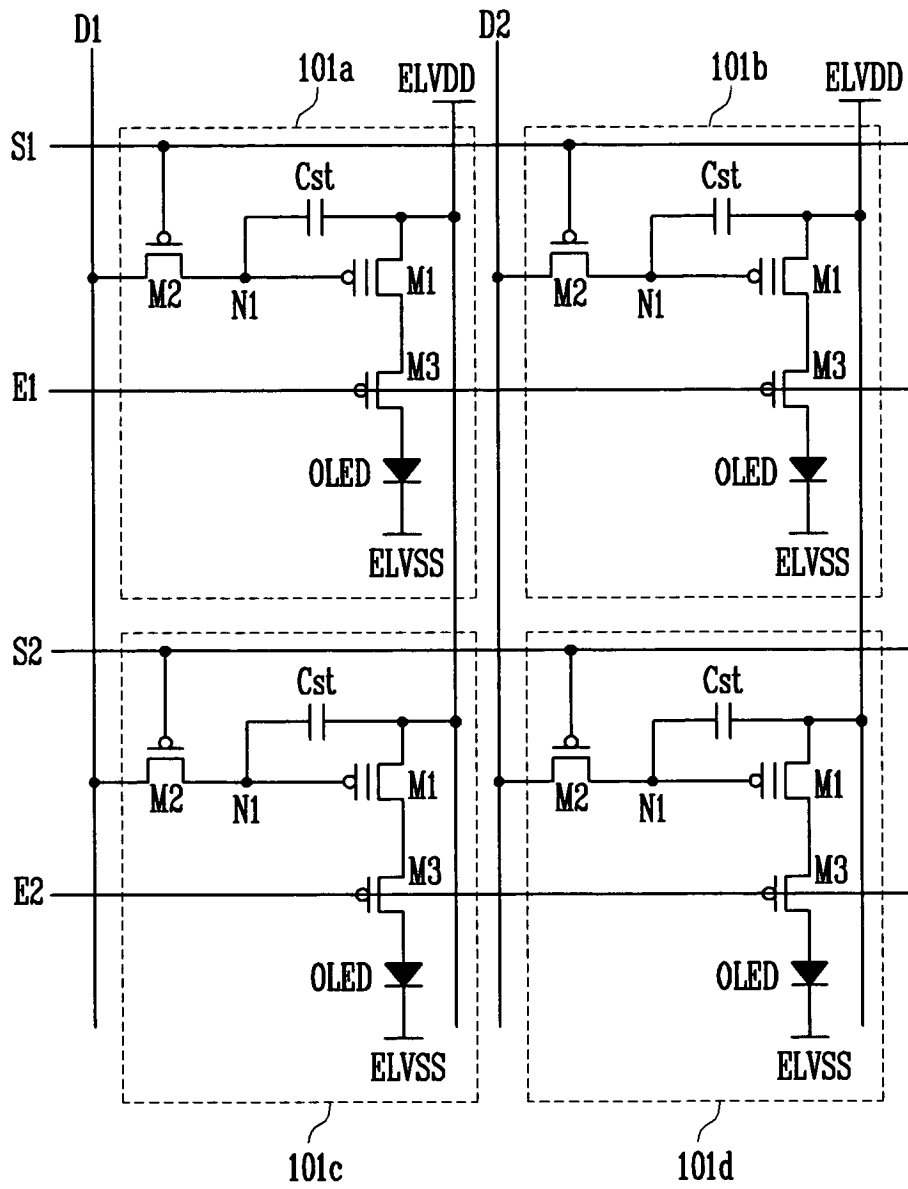 D1 D2
101a ELVDD 101b ELVDD
S1
Cst Cst
M2 N1 M1 M2 N1 M1
E1 M3 M3
OLED OLED
ELVSS ELVSS
S2
Cst Cst
M2 N1 M1 M2 N1 M1
E2 M3 M3
OLED OLED
ELVSS ELVSS
101c 101d